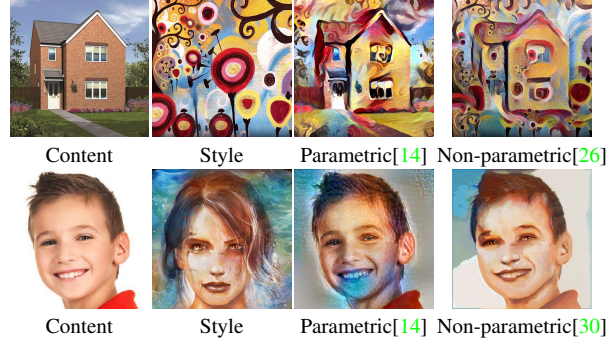 Content Style Parametric[14] Non-parametric[26]
Content Style Parametric[14] Non-parametric[30]